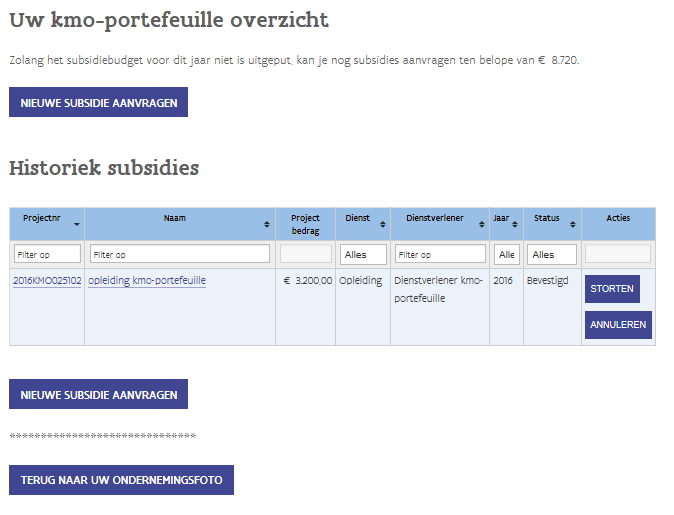 Uw kmo-portefeuille overzicht
Zolang het subsidiebudget voor dit jaar niet is uitgeput, kan je nog subsidies aanvragen ten belope van € 8.720.
NIEUWE SUBSIDIE AANVRAGEN
Historiek subsidies
Projectnr Naam Project bedrag Dienst Dienstverlener Jaar Status Acties
Filter op Filter op Alles Filter op Alle Alles
2016KMO025102 opleiding kmo-portefeuille € 3.200,00 Opleiding Dienstverlener kmo-portefeuille 2016 Bevestigd STORTEN
ANNULEREN
NIEUWE SUBSIDIE AANVRAGEN
******************************
TERUG NAAR UW ONDERNEMINGSFOTO